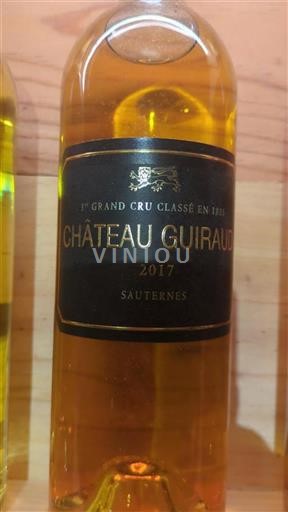 1er GRAND CRU CLASSÉ EN 1855
CHÂTEAU GUIRAUD
VINIOU
2017
SAUTERNES